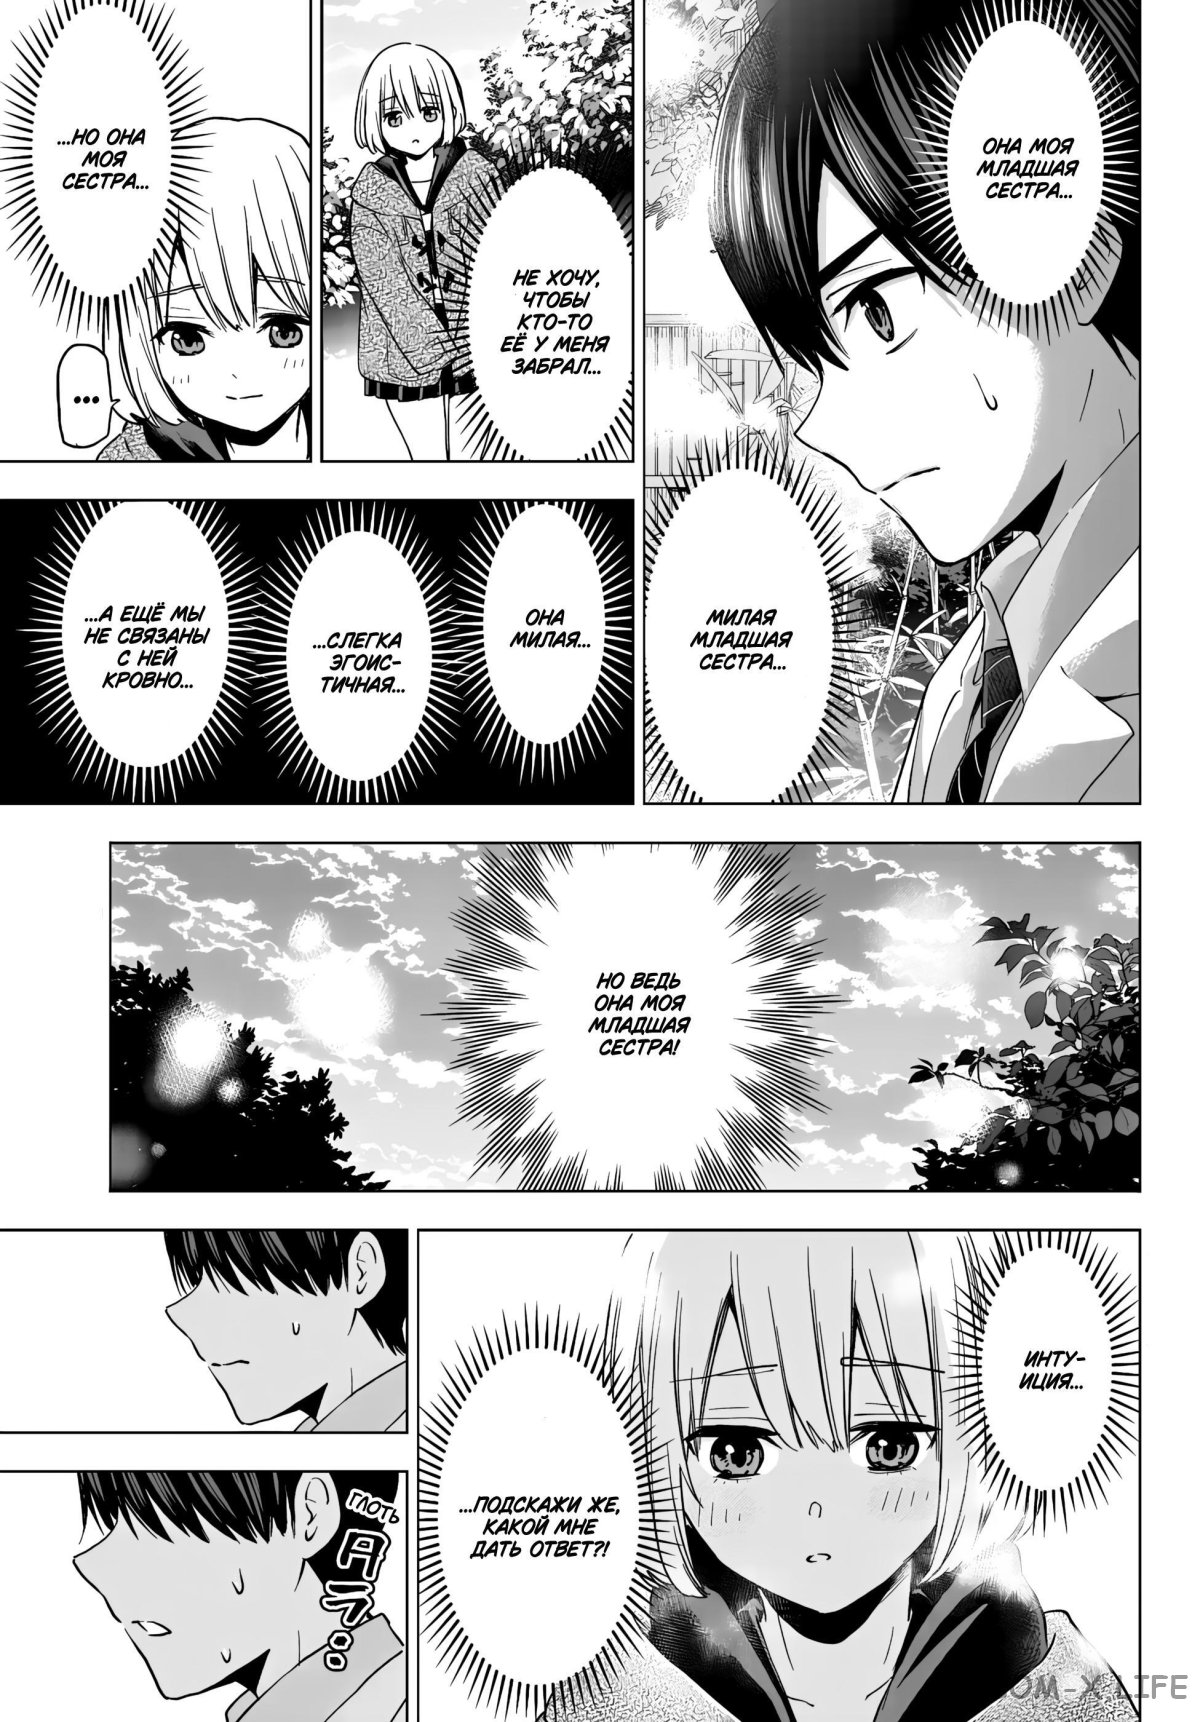 ОНА МОЯ
МЛАДШАЯ
СЕСТРА...
МИЛАЯ
МЛАДШАЯ
СЕСТРА...
НЕ ХОЧУ,
ЧТОБЫ
КТО-ТО
ЕЁ У МЕНЯ
ЗАБРАЛ...
...НО ОНА
МОЯ
СЕСТРА...
...
ОНА
МИЛАЯ...
...СЛЕГКА
ЭГОИС-
ТИЧНАЯ...
...А ЕЩЁ МЫ
НЕ СВЯЗАНЫ
С НЕЙ
КРОВНО...
НО ВЕДЬ
ОНА МОЯ
МЛАДШАЯ
СЕСТРА!
ИНТУ-
ИЦИЯ...
...ПОДСКАЖИ ЖЕ,
КАКОЙ МНЕ
ДАТЬ ОТВЕТ?!
ГЛОТЬ
OM-X LIFE